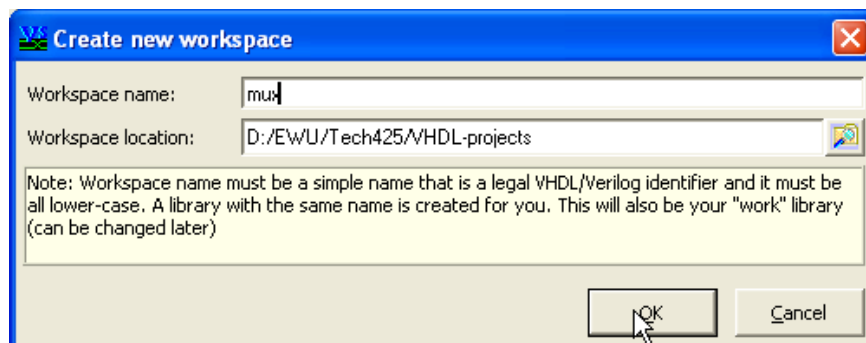 Create new workspace
Workspace name:
mux
Workspace location:
D:/EWU/Tech425/VHDL-projects
Note: Workspace name must be a simple name that is a legal VHDL/Verilog identifier and it must be
all lower-case. A library with the same name is created for you. This will also be your "work" library
(can be changed later)
OK
Cancel